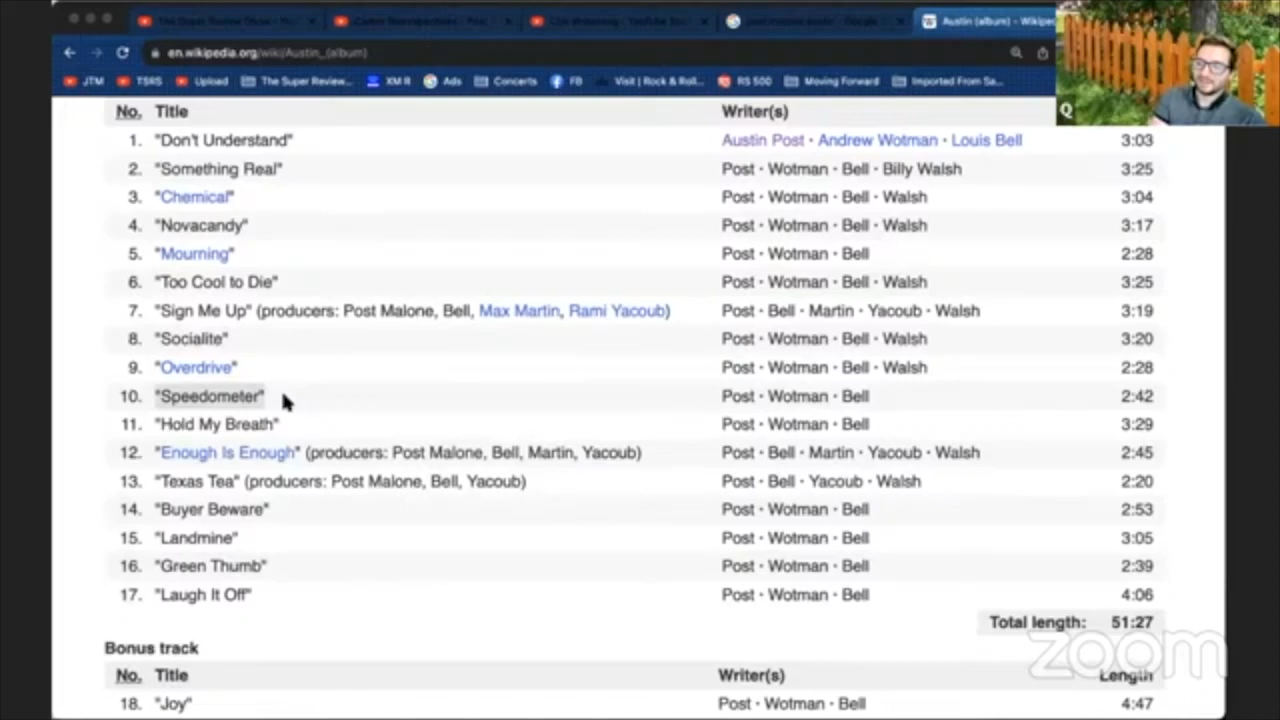 Austin (album) – Wikipe
en.wikipedia.org/wiki/Austin_(album)
JTM TSRS Upload The Super Review... XM R Ads Concerts FB Visit | Rock & Roll... RS 500 Moving Forward Imported From Sa...
Q
No. Title Writer(s)
1. "Don't Understand" Austin Post · Andrew Wotman · Louis Bell 3:03
2. "Something Real" Post · Wotman · Bell · Billy Walsh 3:25
3. "Chemical" Post · Wotman · Bell · Walsh 3:04
4. "Novacandy" Post · Wotman · Bell · Walsh 3:17
5. "Mourning" Post · Wotman · Bell 2:28
6. "Too Cool to Die" Post · Wotman · Bell · Walsh 3:25
7. "Sign Me Up" (producers: Post Malone, Bell, Max Martin, Rami Yacoub) Post · Bell · Martin · Yacoub · Walsh 3:19
8. "Socialite" Post · Wotman · Bell · Walsh 3:20
9. "Overdrive" Post · Wotman · Bell · Walsh 2:28
10. "Speedometer" Post · Wotman · Bell 2:42
11. "Hold My Breath" Post · Wotman · Bell 3:29
12. "Enough Is Enough" (producers: Post Malone, Bell, Martin, Yacoub) Post · Bell · Martin · Yacoub · Walsh 2:45
13. "Texas Tea" (producers: Post Malone, Bell, Yacoub) Post · Bell · Yacoub · Walsh 2:20
14. "Buyer Beware" Post · Wotman · Bell 2:53
15. "Landmine" Post · Wotman · Bell 3:05
16. "Green Thumb" Post · Wotman · Bell 2:39
17. "Laugh It Off" Post · Wotman · Bell 4:06
Total length: 51:27
zoom
Bonus track
No. Title Writer(s) Length
18. "Joy" Post · Wotman · Bell 4:47